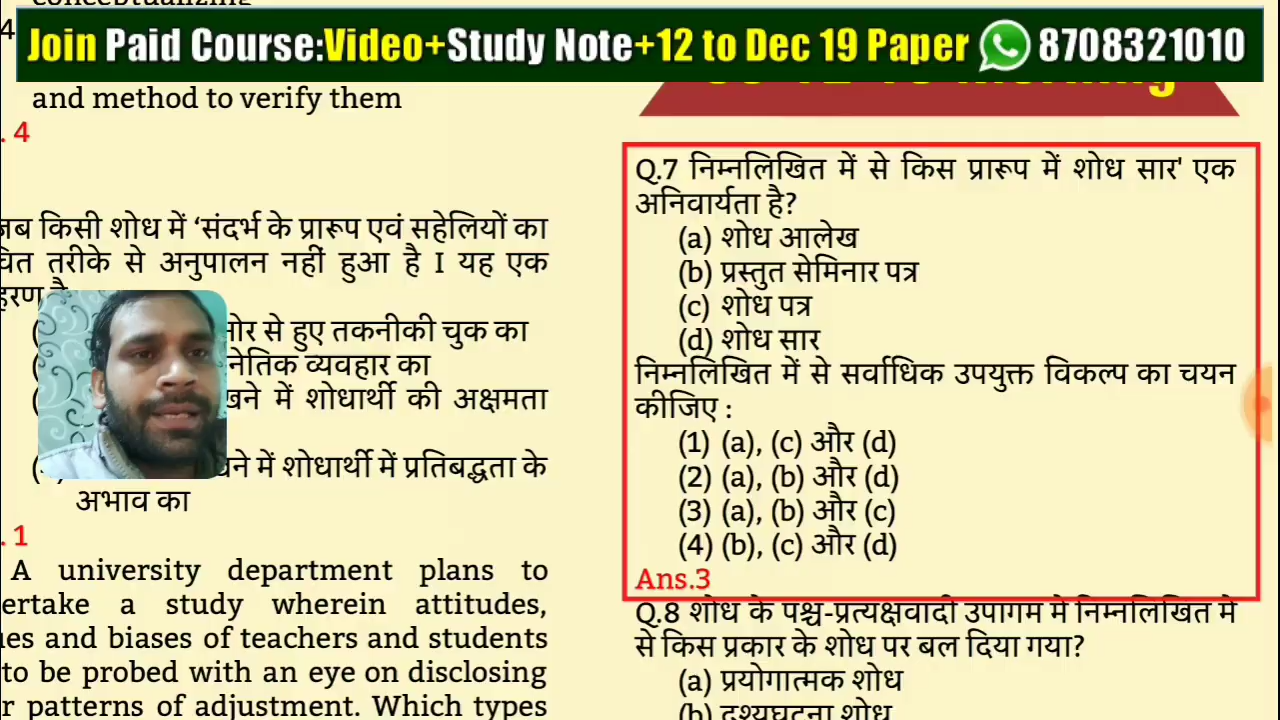 conceptualizing
4
Join Paid Course:Video+Study Note+12 to Dec 19 Paper 8708321010
and method to verify them
. 4
जब किसी शोध में ‘संदर्भ के प्रारूप एवं सहेलियों का
तरीके से अनुपालन नहीं हुआ है I यह एक
से हुए तकनीकी चुक का
व्यवहार का
में शोधार्थी की अक्षमता
में शोधार्थी में प्रतिबद्धता के
अभाव का
. 1
A university department plans to
a study wherein attitudes,
and biases of teachers and students
to be probed with an eye on disclosing
patterns of adjustment. Which types
Q.7 निम्नलिखित में से किस प्रारूप में शोध सार' एक
अनिवार्यता है?
(a) शोध आलेख
(b) प्रस्तुत सेमिनार पत्र
(c) शोध पत्र
(d) शोध सार
निम्नलिखित में से सर्वाधिक उपयुक्त विकल्प का चयन
कीजिए :
(1) (a), (c) और (d)
(2) (a), (b) और (d)
(3) (a), (b) और (c)
(4) (b), (c) और (d)
Ans.3
Q.8 शोध के पश्च-प्रत्यक्षवादी उपागम में निम्नलिखित में
से किस प्रकार के शोध पर बल दिया गया?
(a) प्रयोगात्मक शोध
(b) दृश्यघटना शोध